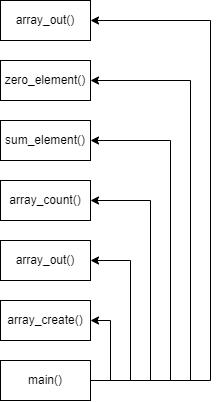 array_out()
zero_element()
sum_element()
array_count()
array_out()
array_create()
main()